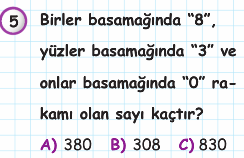 5 Birler basamağında “8”,
yüzler basamağında “3” ve
onlar basamağında “0” ra-
kamı olan sayı kaçtır?
A) 380 B) 308 C) 830